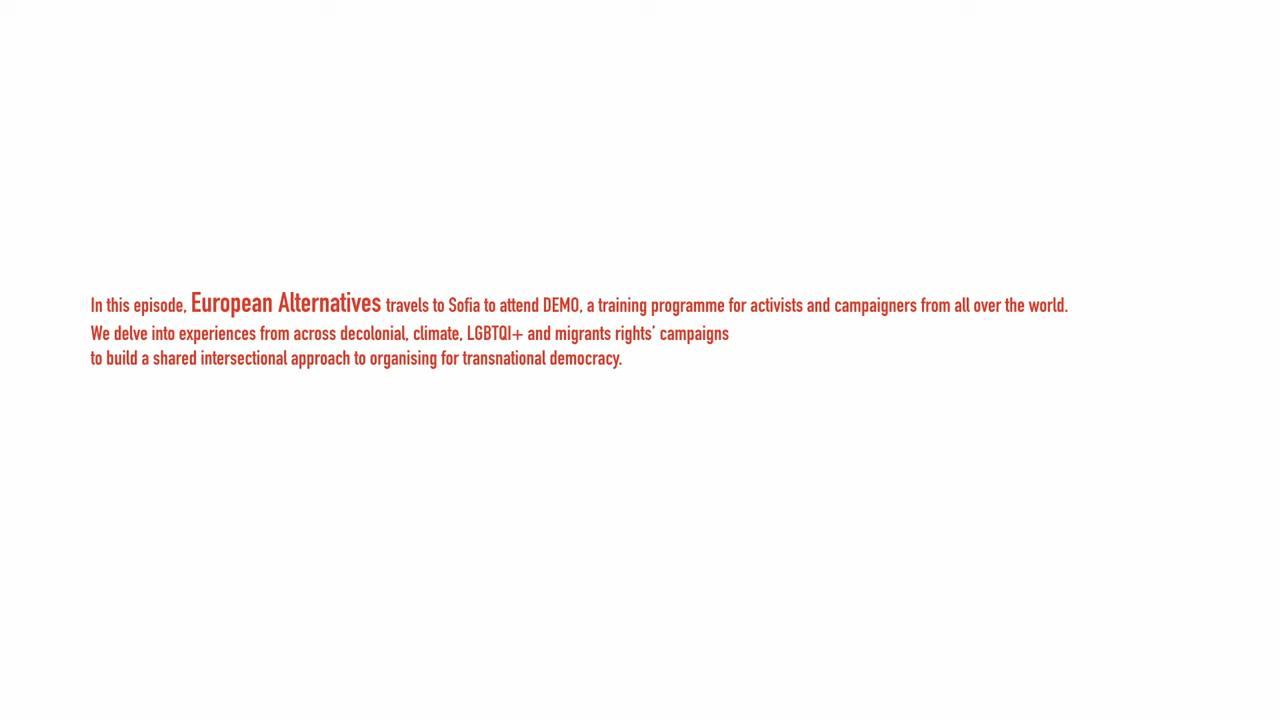 In this episode, European Alternatives travels to Sofia to attend DEMO, a training programme for activists and campaigners from all over the world.
We delve into experiences from across decolonial, climate, LGBTQI+ and migrants rights’ campaigns
to build a shared intersectional approach to organising for transnational democracy.